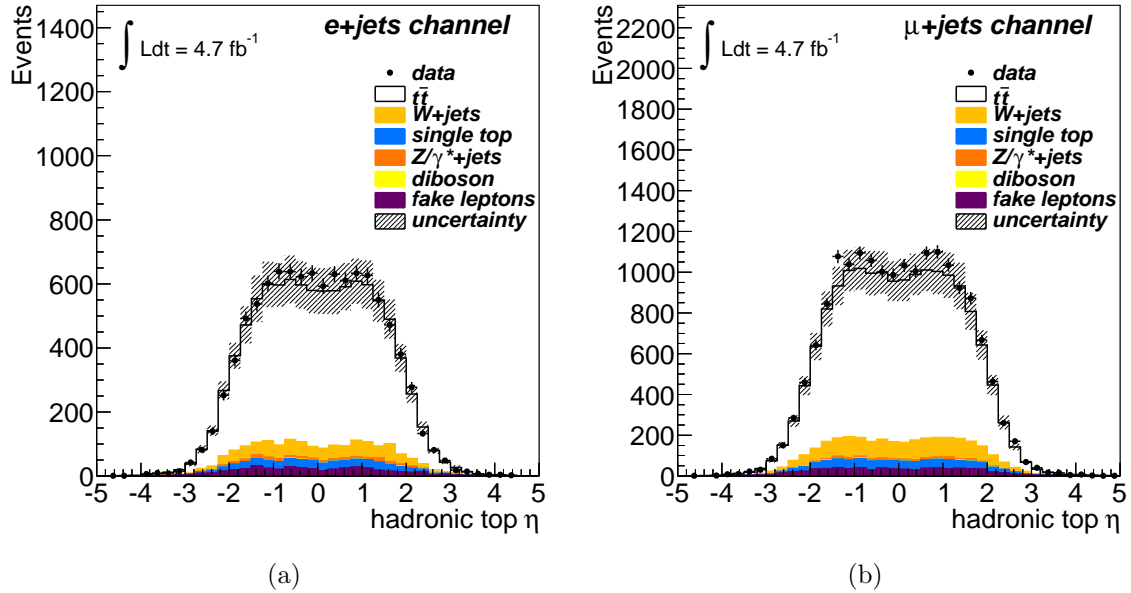 Events
1400
1200
1000
800
600
400
200
0
∫ Ldt = 4.7 fb⁻¹
e+jets channel
data
tt̄
W+jets
single top
Z/γ*+jets
diboson
fake leptons
uncertainty
-5 -4 -3 -2 -1 0 1 2 3 4 5
hadronic top η
(a)
Events
2200
2000
1800
1600
1400
1200
1000
800
600
400
200
0
∫ Ldt = 4.7 fb⁻¹
μ+jets channel
data
tt̄
W+jets
single top
Z/γ*+jets
diboson
fake leptons
uncertainty
-5 -4 -3 -2 -1 0 1 2 3 4 5
hadronic top η
(b)